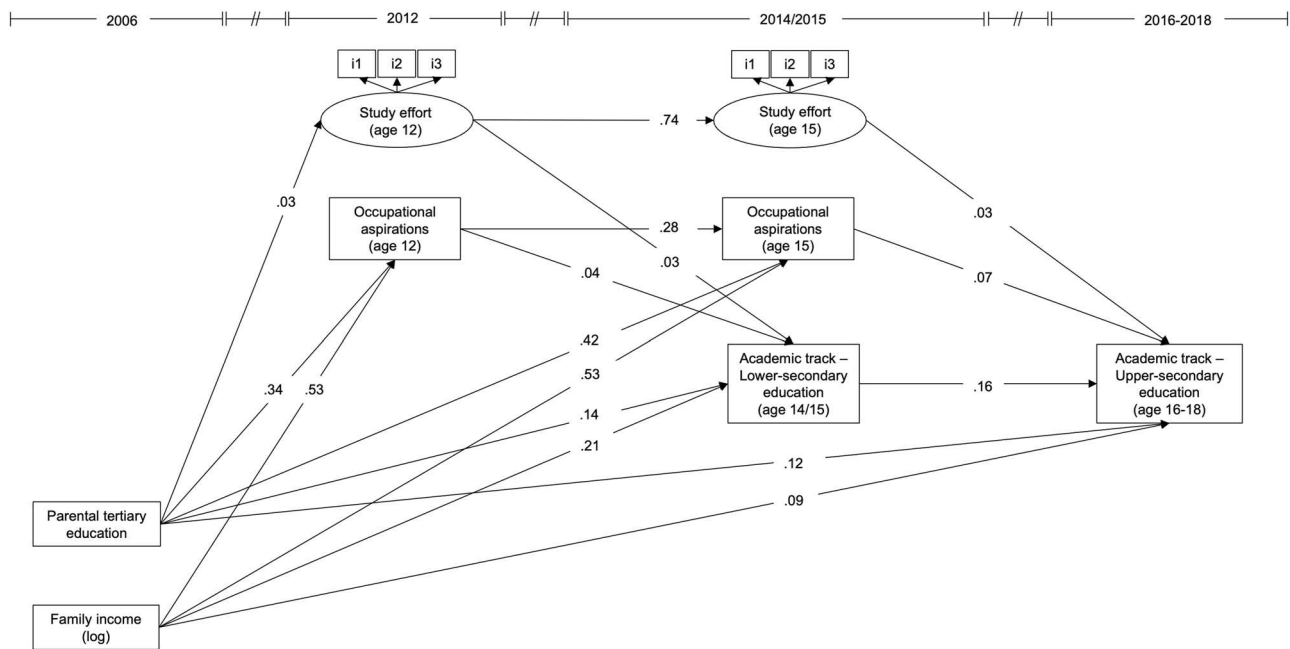 2006
//
2012
//
2014/2015
//
2016-2018
i1
i2
i3
i1
i2
i3
Study effort
(age 12)
.74
Study effort
(age 15)
.03
Occupational
aspirations
(age 12)
.28
Occupational
aspirations
(age 15)
.03
.03
.04
.07
.42
Academic track –
Lower-secondary
education
(age 14/15)
.16
Academic track –
Upper-secondary
education
(age 16-18)
.34
.53
.53
.14
.21
.12
.09
Parental tertiary
education
Family income
(log)